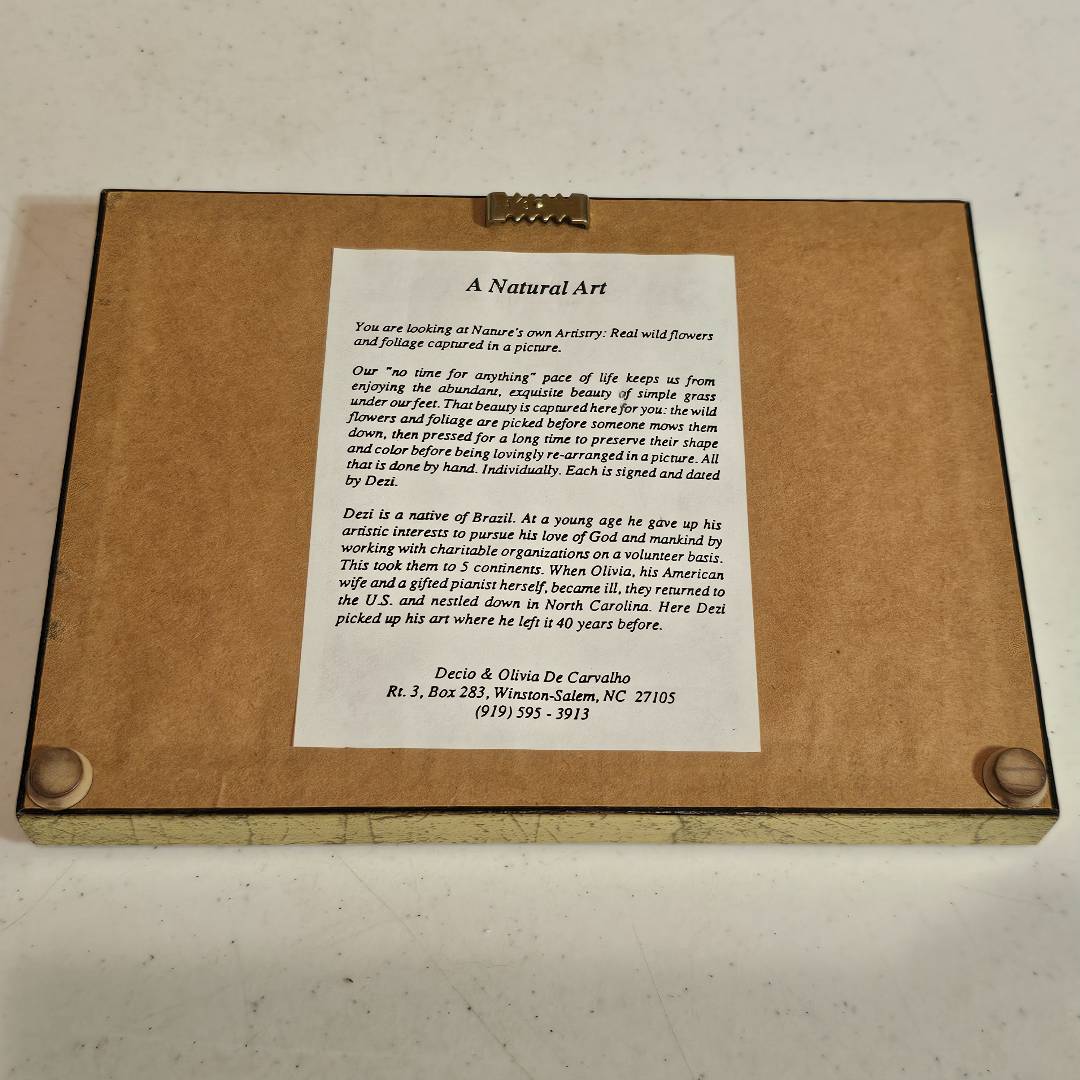 A Natural Art
You are looking at Nature's own Artistry: Real wild flowers
and foliage captured in a picture.
Our "no time for anything" pace of life keeps us from
enjoying the abundant, exquisite beauty of simple grass
under our feet. That beauty is captured here for you: the wild
flowers and foliage are picked before someone mows them
down, then pressed for a long time to preserve their shape
and color before being lovingly re-arranged in a picture. All
that is done by hand. Individually. Each is signed and dated
by Dezi.
Dezi is a native of Brazil. At a young age he gave up his
artistic interests to pursue his love of God and mankind by
working with charitable organizations on a volunteer basis.
This took them to 5 continents. When Olivia, his American
wife and a gifted pianist herself, became ill, they returned to
the U.S. and nestled down in North Carolina. Here Dezi
picked up his art where he left it 40 years before.
Decio & Olivia De Carvalho
Rt. 3, Box 283, Winston-Salem, NC 27105
(919) 595 - 3913